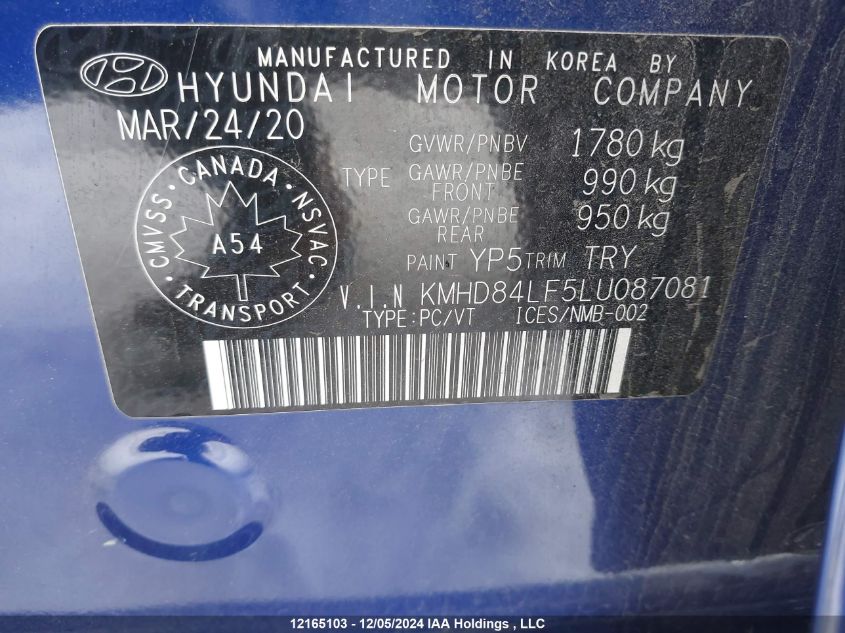 MANUFACTURED IN KOREA BY
HYUNDAI MOTOR COMPANY
MAR/24/20
GVWR/PNBV 1780 kg
TYPE GAWR/PNBE FRONT 990 kg
GAWR/PNBE REAR 950 kg
CMVSS · CANADA · NSVAC
A54
TRANSPORT
PAINT YP5 TRIM TRY
V.I.N KMHD84LF5LU087081
TYPE:PC/VT ICES/NMB-002
12165103 - 12/05/2024 IAA Holdings , LLC